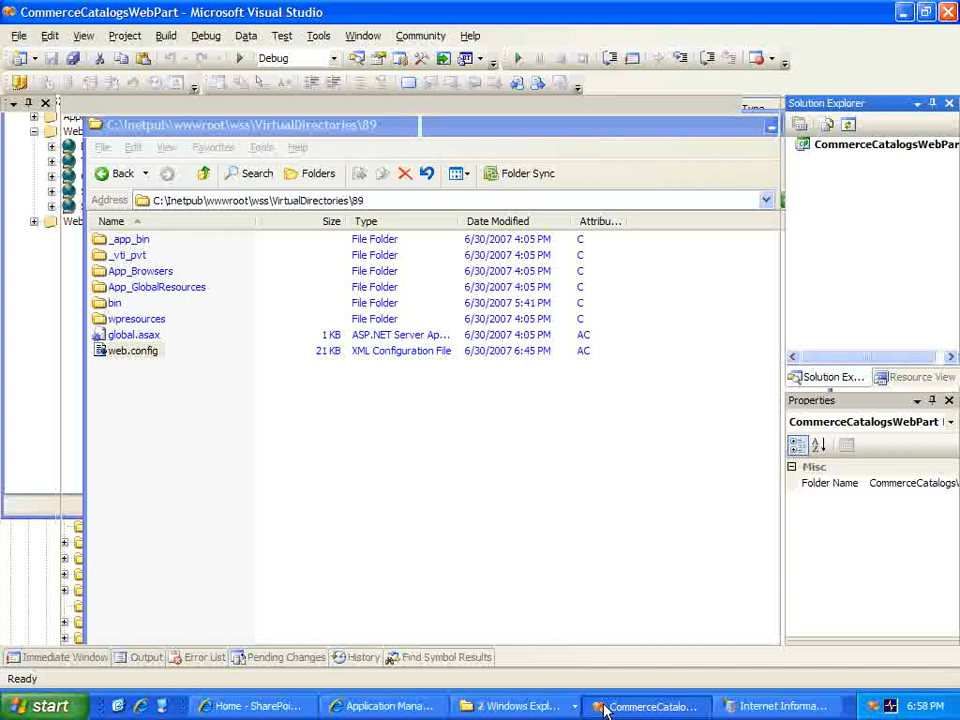 CommerceCatalogsWebPart - Microsoft Visual Studio
File Edit View Project Build Debug Data Test Tools Window Community Help
Debug
Type
Solution Explorer
C:\Inetpub\wwwroot\wss\VirtualDirectories\89
File Edit View Favorites Tools Help
Back Search Folders Folder Sync
Address C:\Inetpub\wwwroot\wss\VirtualDirectories\89
Name Size Type Date Modified Attribu...
_app_bin File Folder 6/30/2007 4:05 PM C
_vti_pvt File Folder 6/30/2007 4:05 PM C
App_Browsers File Folder 6/30/2007 4:05 PM C
App_GlobalResources File Folder 6/30/2007 4:05 PM C
bin File Folder 6/30/2007 5:41 PM C
wpresources File Folder 6/30/2007 4:05 PM C
global.asax 1 KB ASP.NET Server Ap... 6/30/2007 4:05 PM AC
web.config 21 KB XML Configuration File 6/30/2007 6:45 PM AC
App
Web
Web
CommerceCatalogsWebPar
Solution Ex... Resource View
Properties
CommerceCatalogsWebPart
Misc
Folder Name CommerceCatalogs\
Immediate Window Output Error List Pending Changes History Find Symbol Results
Ready
start Home - SharePoi... Application Mana... 2 Windows Expl... CommerceCatalo... Internet Informa... 6:58 PM